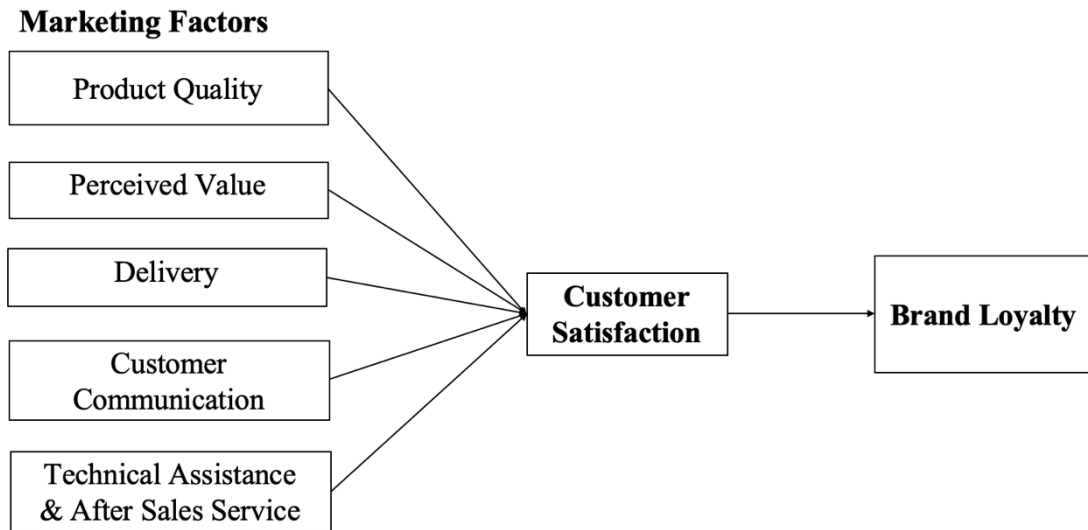 Marketing Factors
Product Quality
Perceived Value
Delivery
Customer
Communication
Technical Assistance
& After Sales Service
Customer
Satisfaction
Brand Loyalty